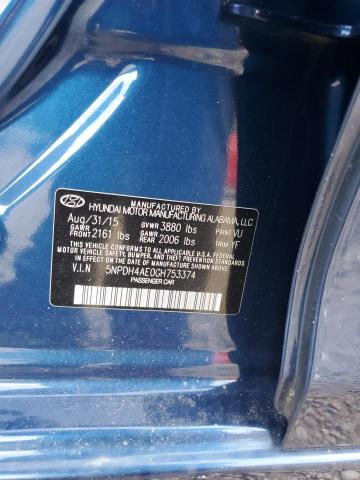 MANUFACTURED BY
HYUNDAI MOTOR MANUFACTURING ALABAMA, LLC
Aug/31/15 GVWR 3880 lbs PAINT
GAWR FRONT 2161 lbs GAWR REAR 2006 lbs TRIM YF
THIS VEHICLE CONFORMS TO ALL APPLICABLE U.S.A. FEDERAL
MOTOR VEHICLE SAFETY, BUMPER, AND THEFT PREVENTION
STANDARDS IN EFFECT ON THE DATE OF MANUFACTURE SHOWN ABOVE.
V.I.N 5NPDH4AE0GH753374
PASSENGER CAR